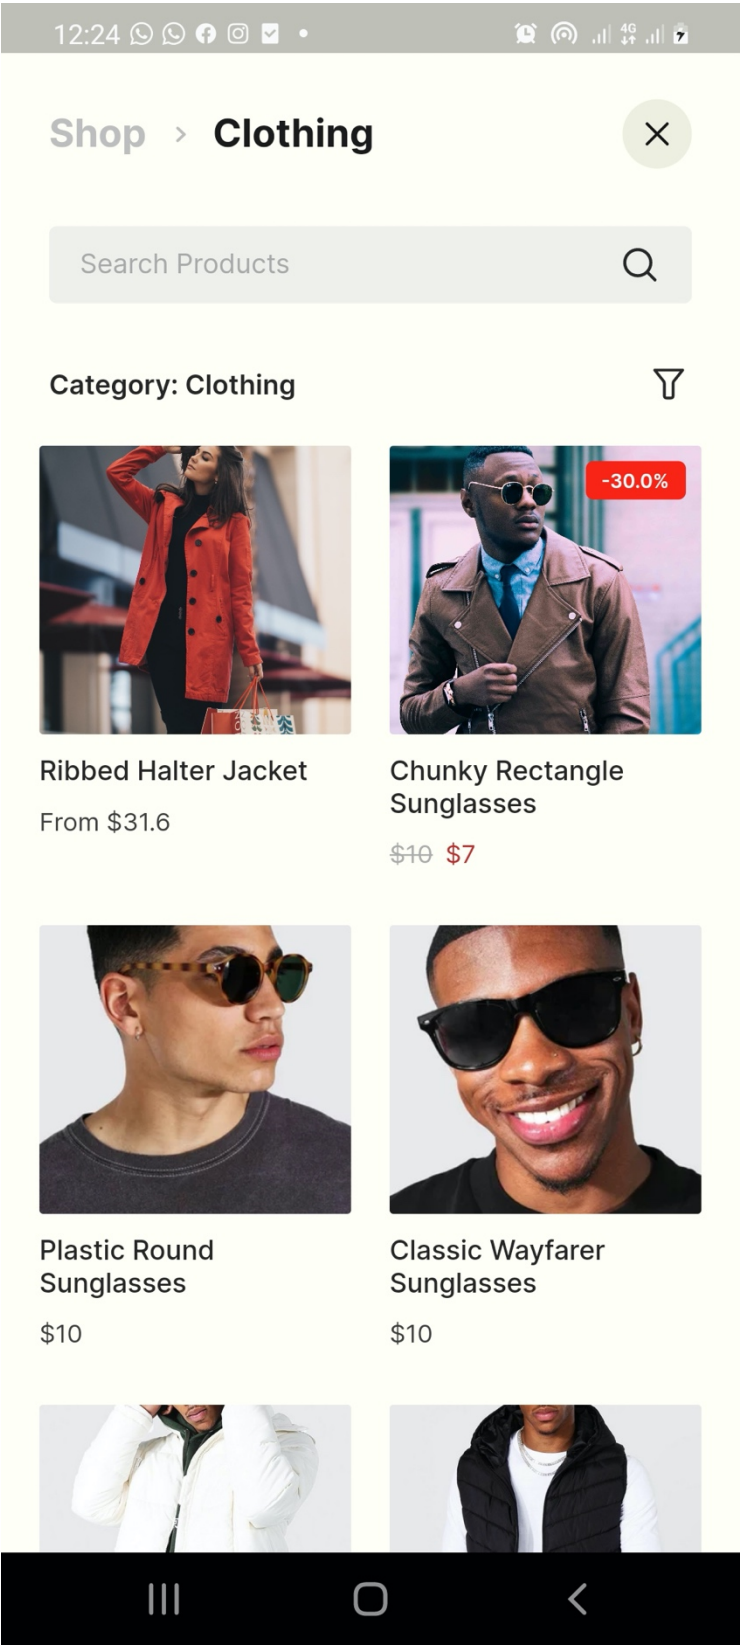 12:24
4G
Shop > Clothing
Search Products
Category: Clothing
-30.0%
Ribbed Halter Jacket
From $31.6
Chunky Rectangle
Sunglasses
$10 $7
Plastic Round
Sunglasses
$10
Classic Wayfarer
Sunglasses
$10